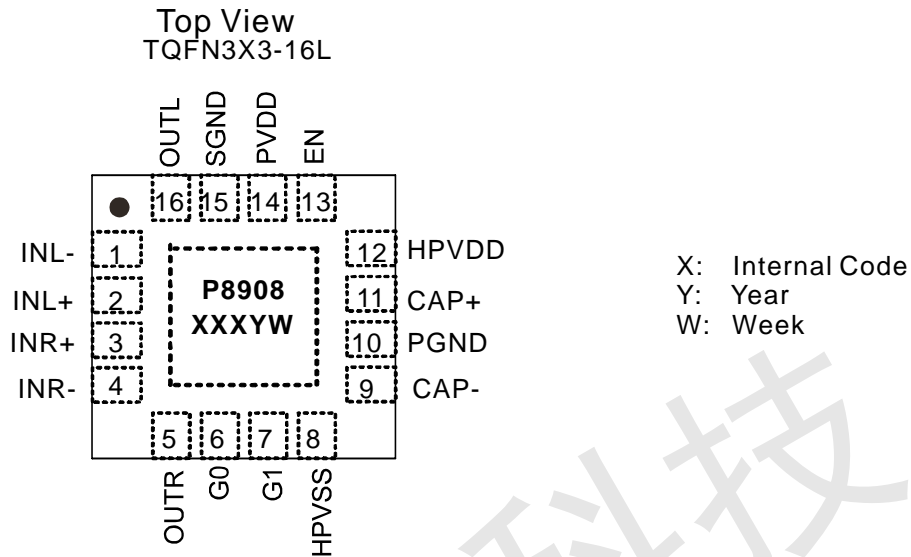 Top View
TQFN3X3-16L
OUTL
SGND
PVDD
EN
16
15
14
13
INL- 1
INL+ 2
INR+ 3
INR- 4
P8908
XXXYW
12 HPVDD
11 CAP+
10 PGND
9 CAP-
5
6
7
8
OUTR
G0
G1
HPVSS
X: Internal Code
Y: Year
W: Week
科技